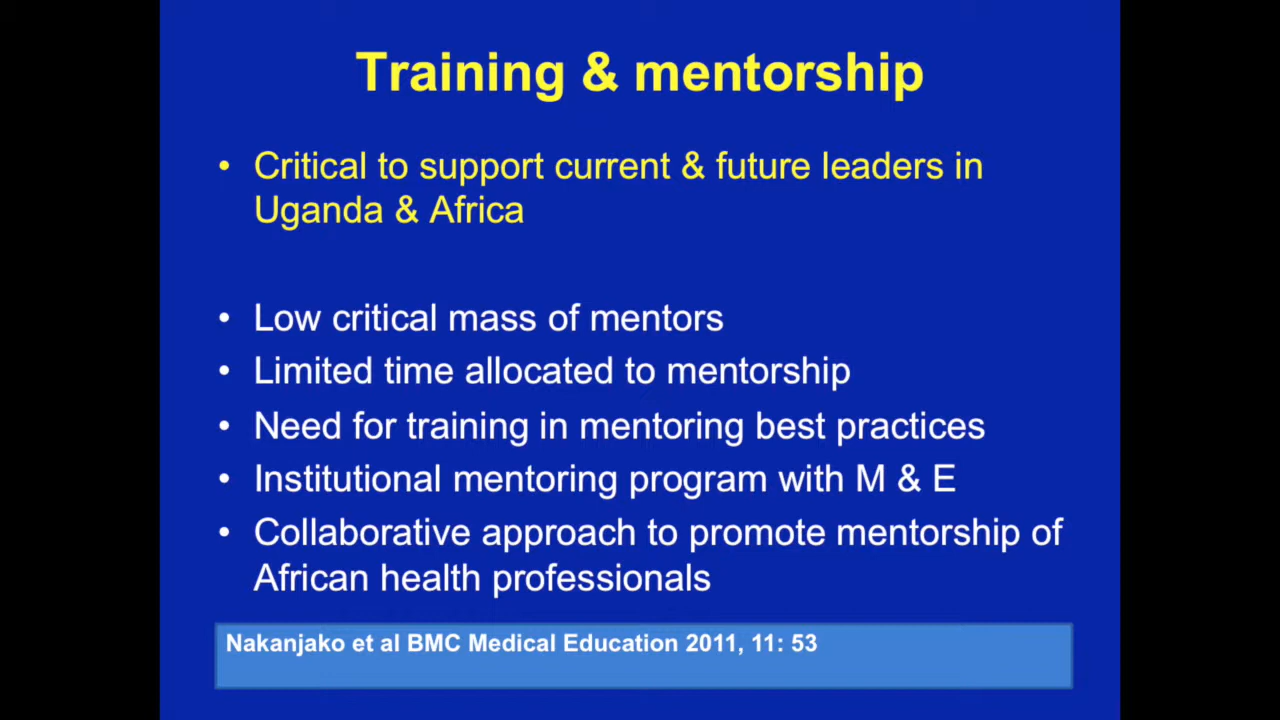 Training & mentorship
• Critical to support current & future leaders in
Uganda & Africa
• Low critical mass of mentors
• Limited time allocated to mentorship
• Need for training in mentoring best practices
• Institutional mentoring program with M & E
• Collaborative approach to promote mentorship of
African health professionals
Nakanjako et al BMC Medical Education 2011, 11: 53